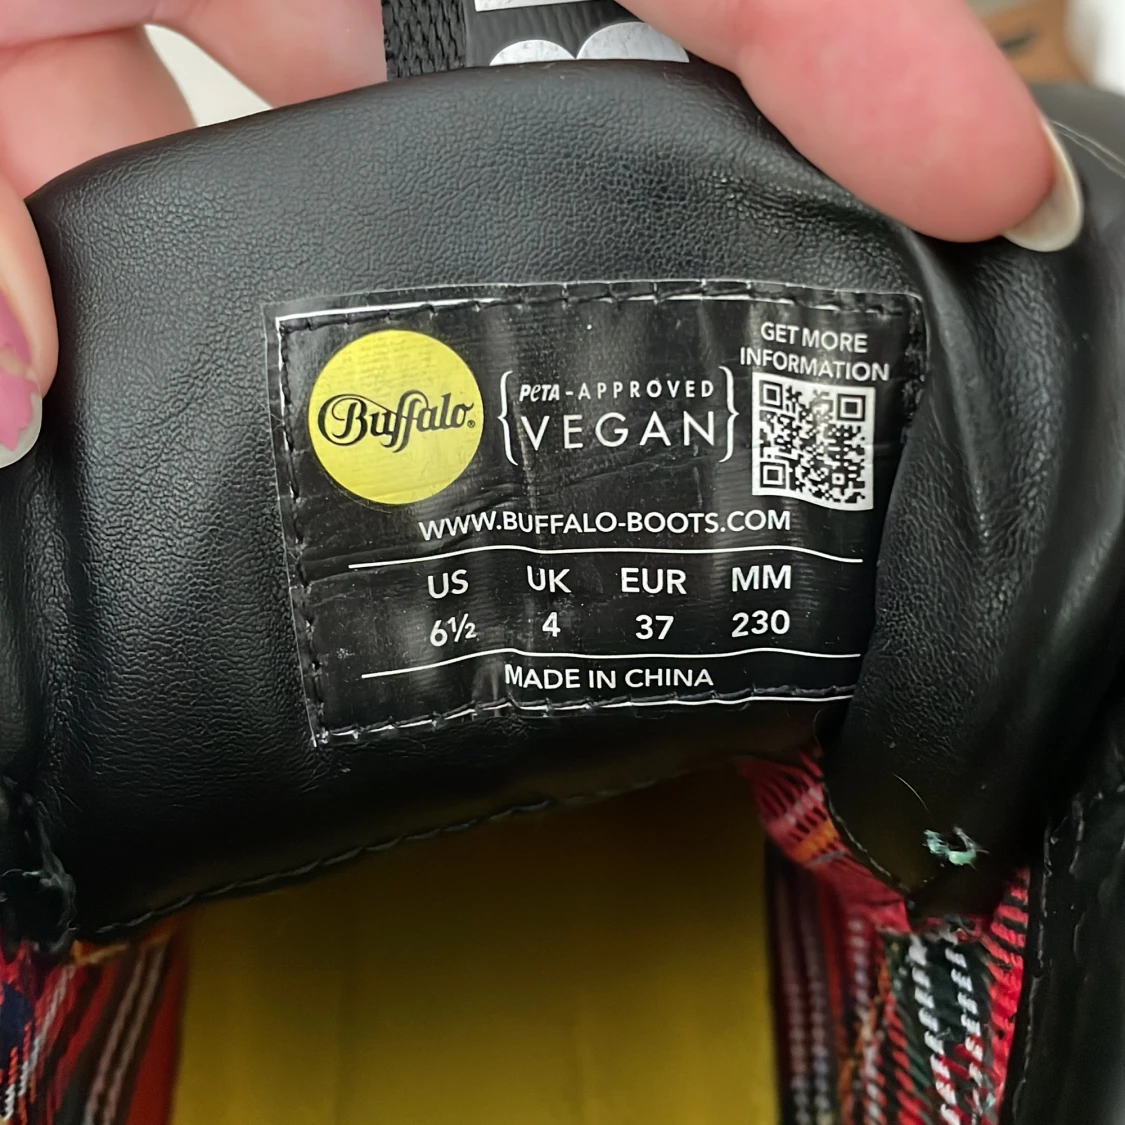 Buffalo®
PETA-APPROVED
VEGAN
GET MORE
INFORMATION
WWW.BUFFALO-BOOTS.COM
US UK EUR MM
6½ 4 37 230
MADE IN CHINA